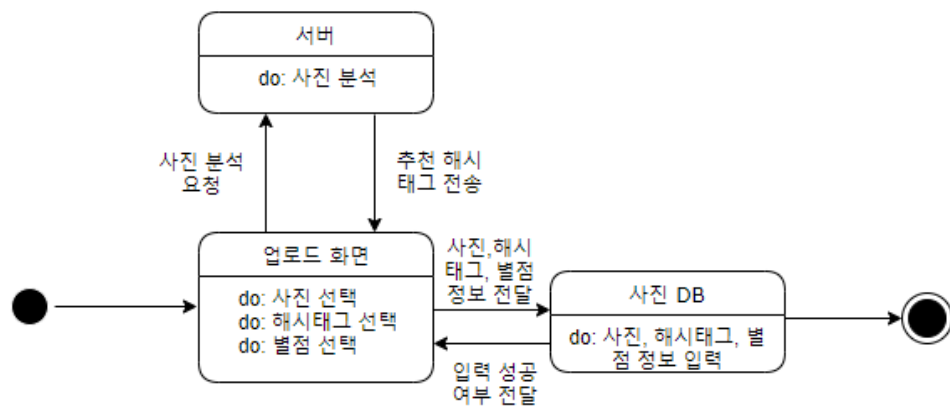 서버
do: 사진 분석
사진 분석
요청
추천 해시
태그 전송
업로드 화면
do: 사진 선택
do: 해시태그 선택
do: 별점 선택
사진,해시
태그, 별점
정보 전달
입력 성공
여부 전달
사진 DB
do: 사진, 해시태그, 별
점 정보 입력